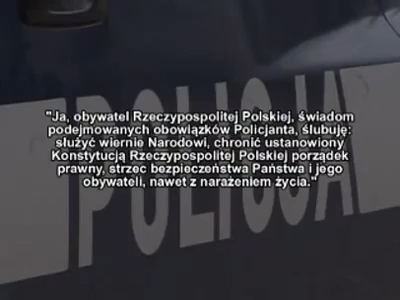 "Ja, obywatel Rzeczypospolitej Polskiej, świadom
podejmowanych obowiązków Policjanta, ślubuję:
służyć wiernie Narodowi, chronić ustanowiony
Konstytucją Rzeczypospolitej Polskiej porządek
prawny, strzec bezpieczeństwa Państwa i jego
obywateli, nawet z narażeniem życia."
POLICJA